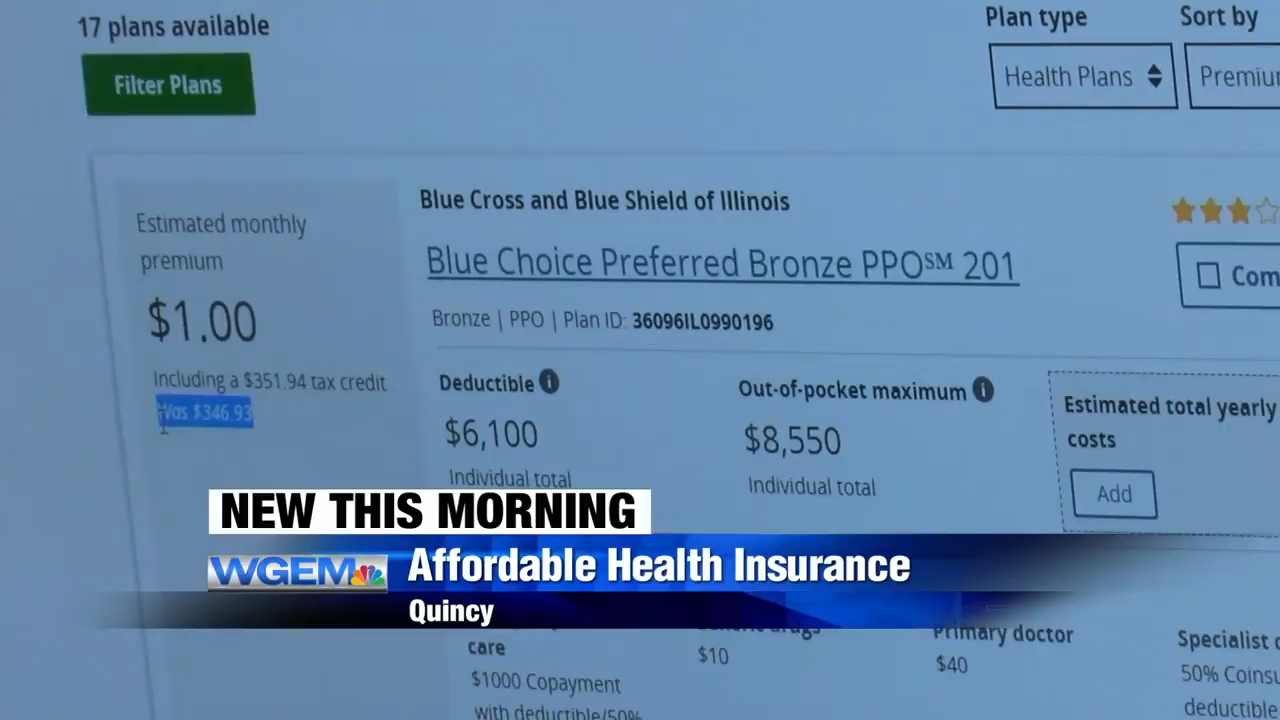 17 plans available
Filter Plans
Plan type
Sort by
Health Plans
Estimated monthly
premium
$1.00
Including a $351.94 tax credit
Was $346.93
Blue Cross and Blue Shield of Illinois
Blue Choice Preferred Bronze PPO℠ 201
Bronze | PPO | Plan ID: 36096IL0990196
Deductible
$6,100
Individual total
Out-of-pocket maximum
$8,550
Individual total
Estimated total yearly
costs
Add
NEW THIS MORNING
WGEM
Affordable Health Insurance
Quincy
care
$1000 Copayment
with deductible/50%
drugs
$10
Primary doctor
$40
Specialist
50%
deductible